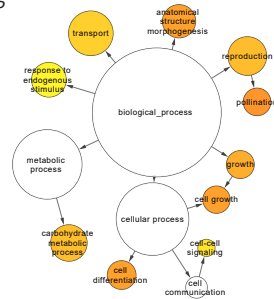 anatomical
structure
morphogenesis
transport
reproduction
response to
endogenous
stimulus
pollination
biological_process
metabolic
process
growth
cell growth
cellular process
carbohydrate
metabolic
process
cell-cell
signaling
cell
differentiation
cell
communication